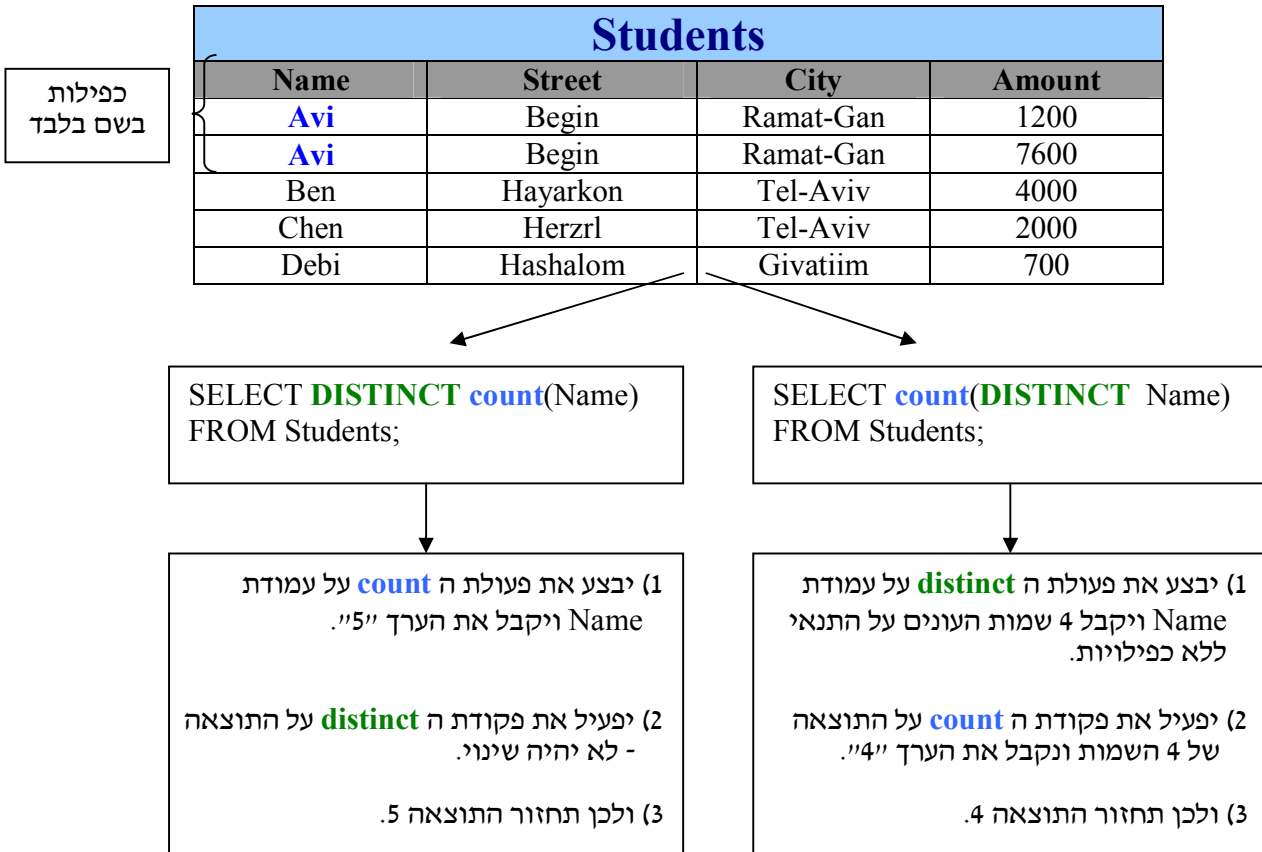 Students
כפילות
בשם בלבד
Name Street City Amount
Avi Begin Ramat-Gan 1200
Avi Begin Ramat-Gan 7600
Ben Hayarkon Tel-Aviv 4000
Chen Herzrl Tel-Aviv 2000
Debi Hashalom Givatiim 700
SELECT DISTINCT count(Name)
FROM Students;
SELECT count(DISTINCT Name)
FROM Students;
1) יבצע את פעולת ה count על עמודת
Name ויקבל את הערך "5".
2) יפעיל את פקודת ה distinct על התוצאה
- לא יהיה שינוי.
3) ולכן תחזור התוצאה 5.
1) יבצע את פעולת ה distinct על עמודת
Name ויקבל 4 שמות העונים על התנאי
ללא כפילויות.
2) יפעיל את פקודת ה count על התוצאה
של 4 השמות ונקבל את הערך "4".
3) ולכן תחזור התוצאה 4.